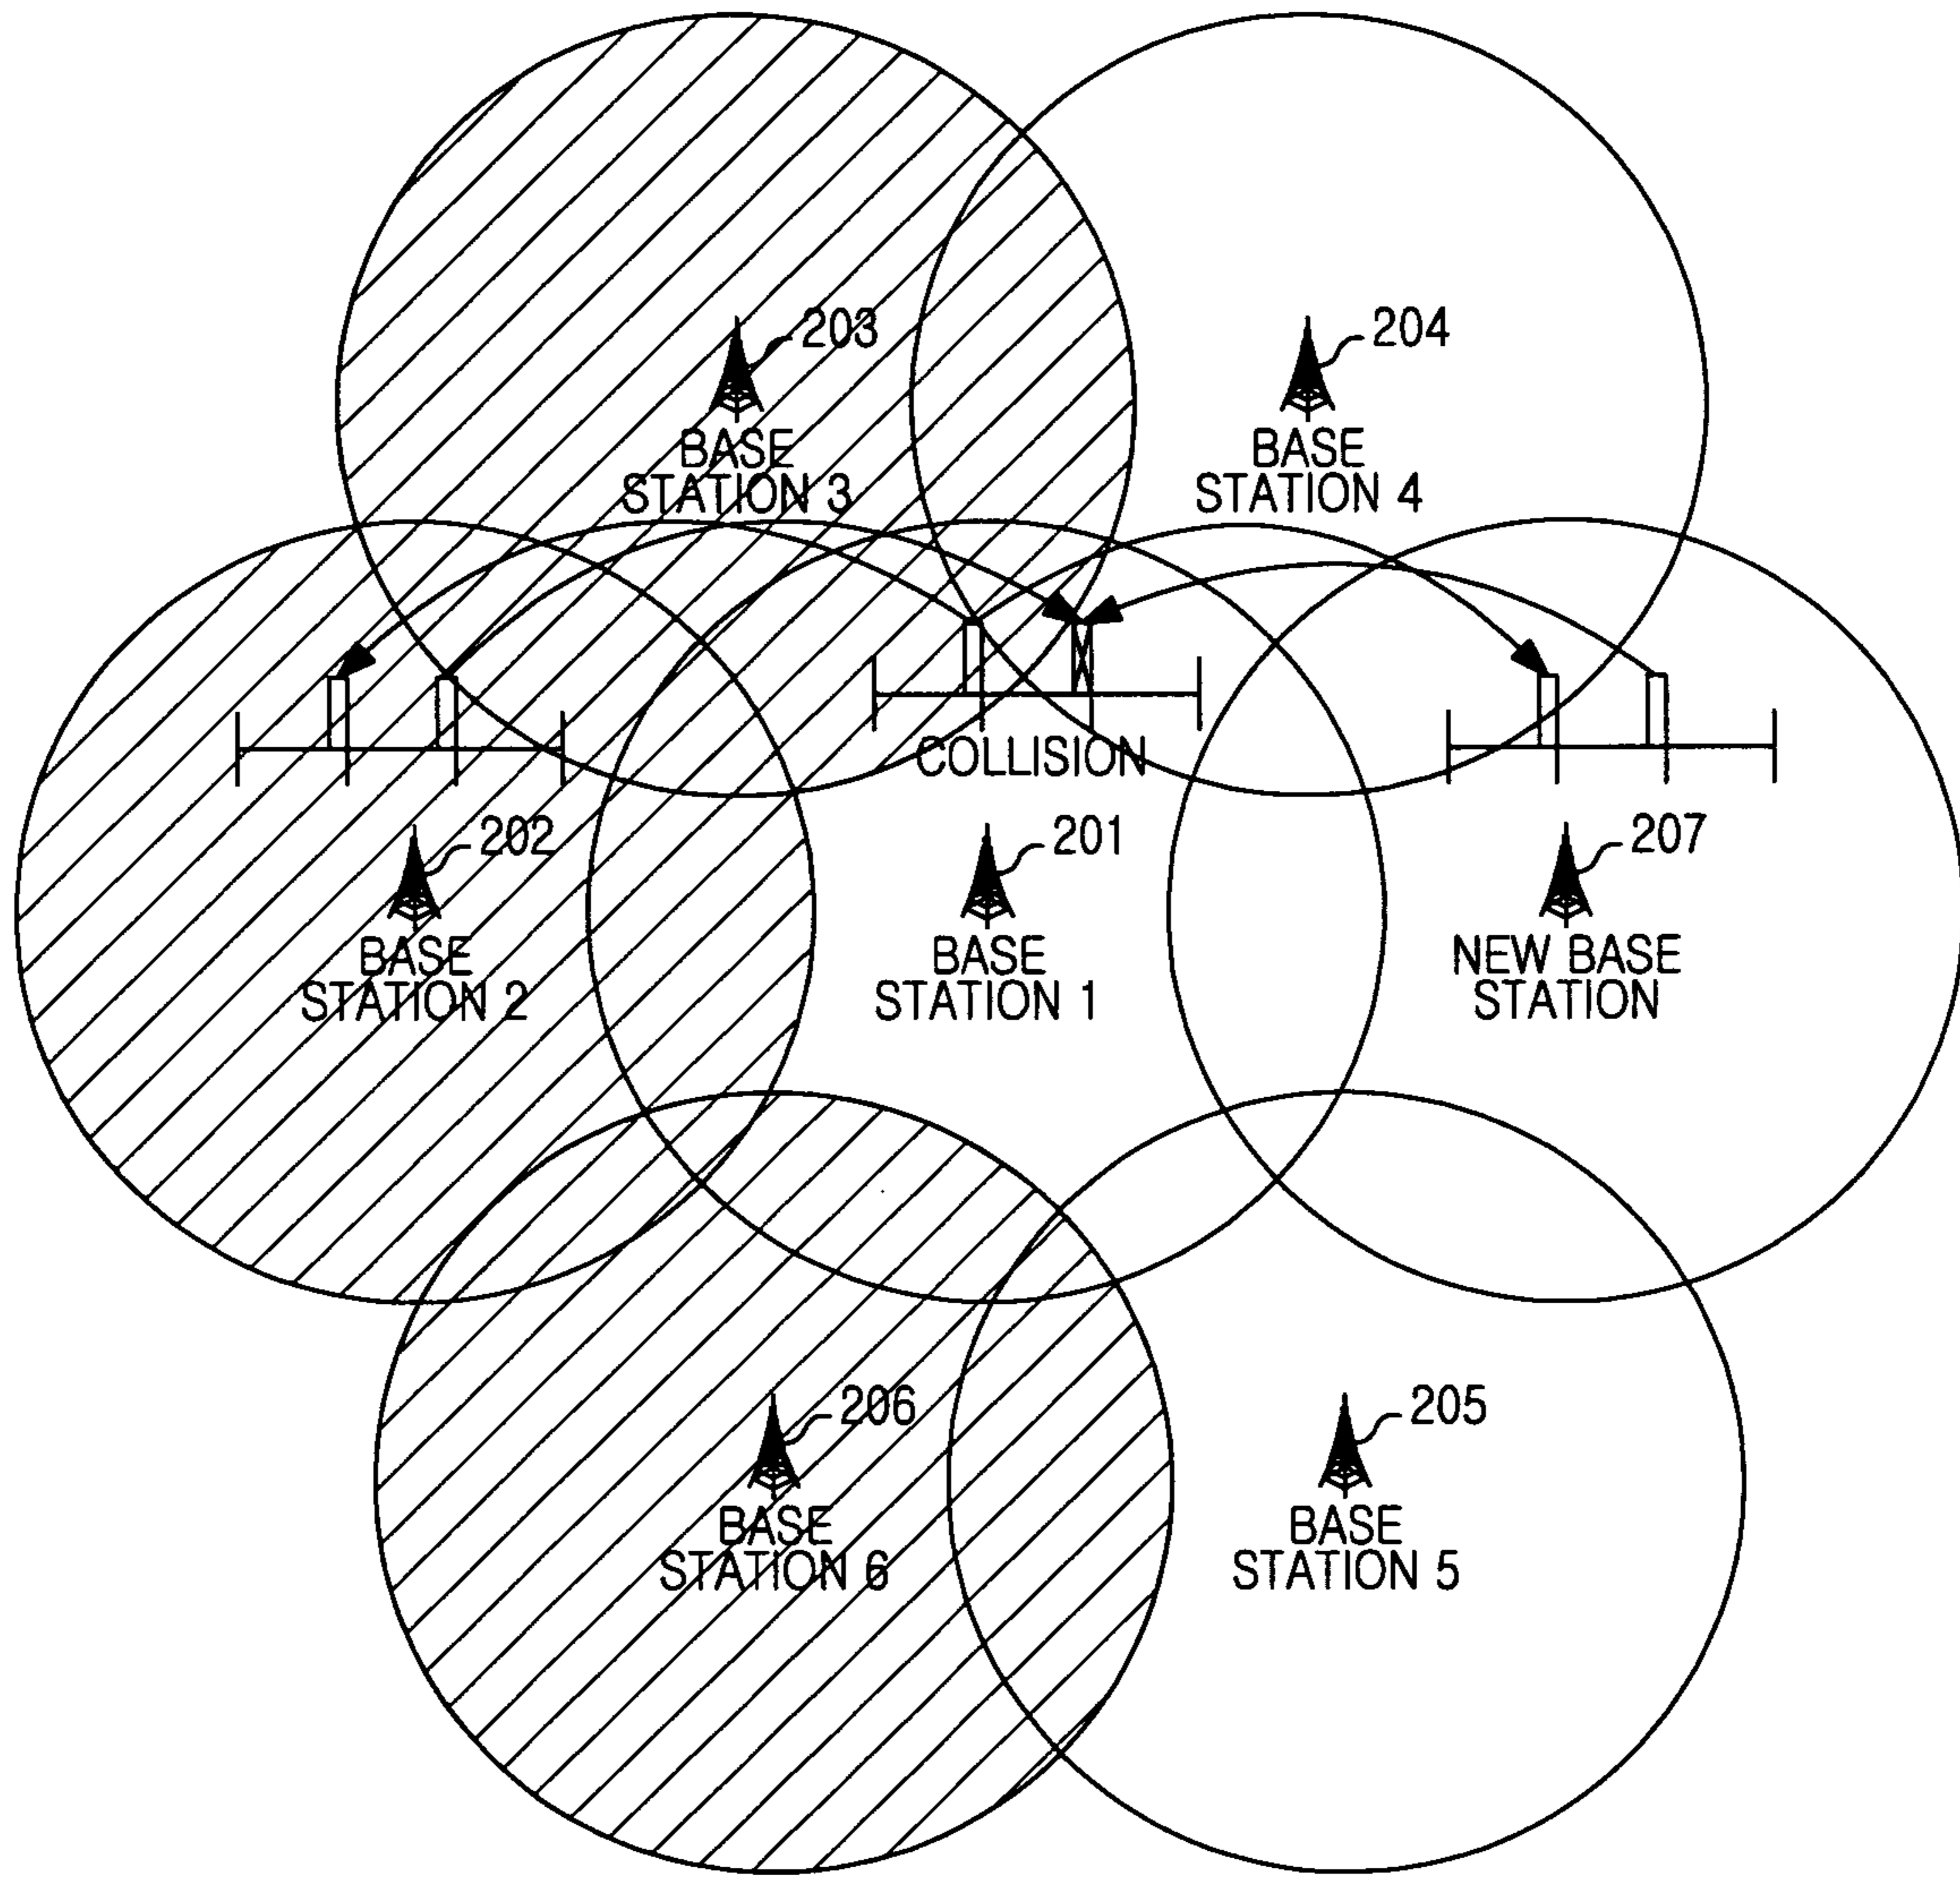 203
BASE
STATION 3
204
BASE
STATION 4
COLLISION
202
BASE
STATION 2
201
BASE
STATION 1
207
NEW BASE
STATION
206
BASE
STATION 6
205
BASE
STATION 5